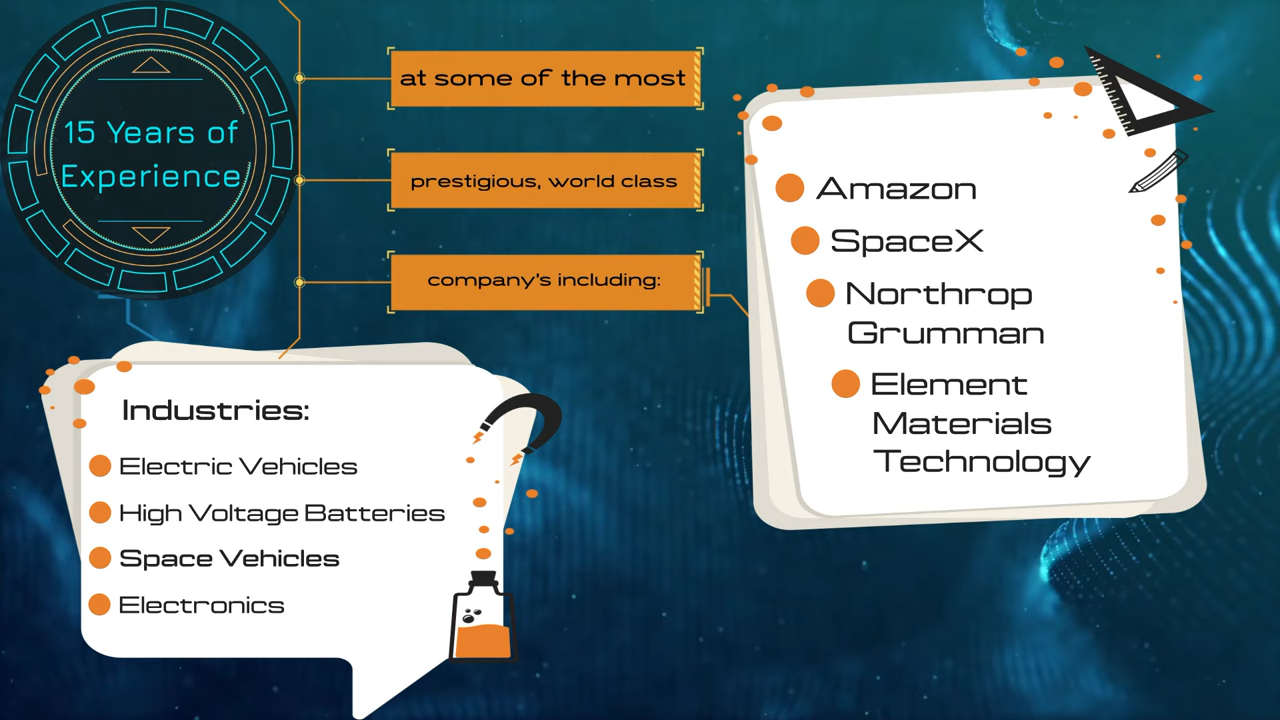 15 Years of
Experience
at some of the most
prestigious, world class
company's including:
Amazon
SpaceX
Northrop
Grumman
Element
Materials
Technology
Industries:
Electric Vehicles
High Voltage Batteries
Space Vehicles
Electronics